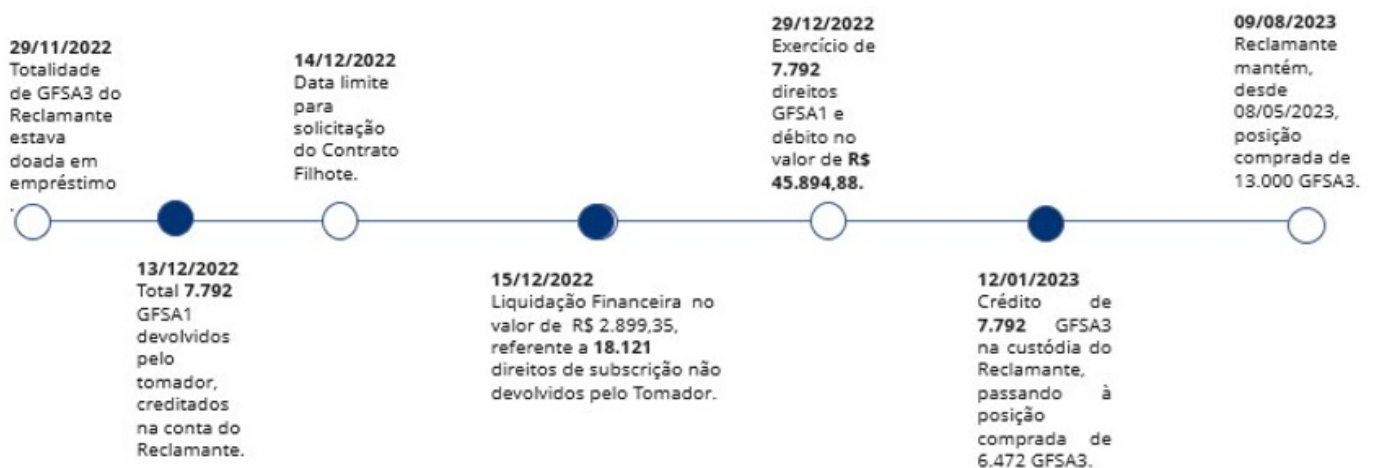 29/11/2022
Totalidade
de GFSA3 do
Reclamante
estava
doada em
empréstimo
.
13/12/2022
Total 7.792
GFSA1
devolvidos
pelo
tomador,
creditados
na conta do
Reclamante.
14/12/2022
Data limite
para
solicitação
do Contrato
Filhote.
15/12/2022
Liquidação Financeira no
valor de R$ 2.899,35,
referente a 18.121
direitos de subscrição não
devolvidos pelo Tomador.
29/12/2022
Exercício de
7.792
direitos
GFSA1 e
débito no
valor de R$
45.894,88.
12/01/2023
Crédito de
7.792 GFSA3
na custódia do
Reclamante,
passando à
posição
comprada de
6.472 GFSA3.
09/08/2023
Reclamante
mantém,
desde
08/05/2023,
posição
comprada de
13.000 GFSA3.